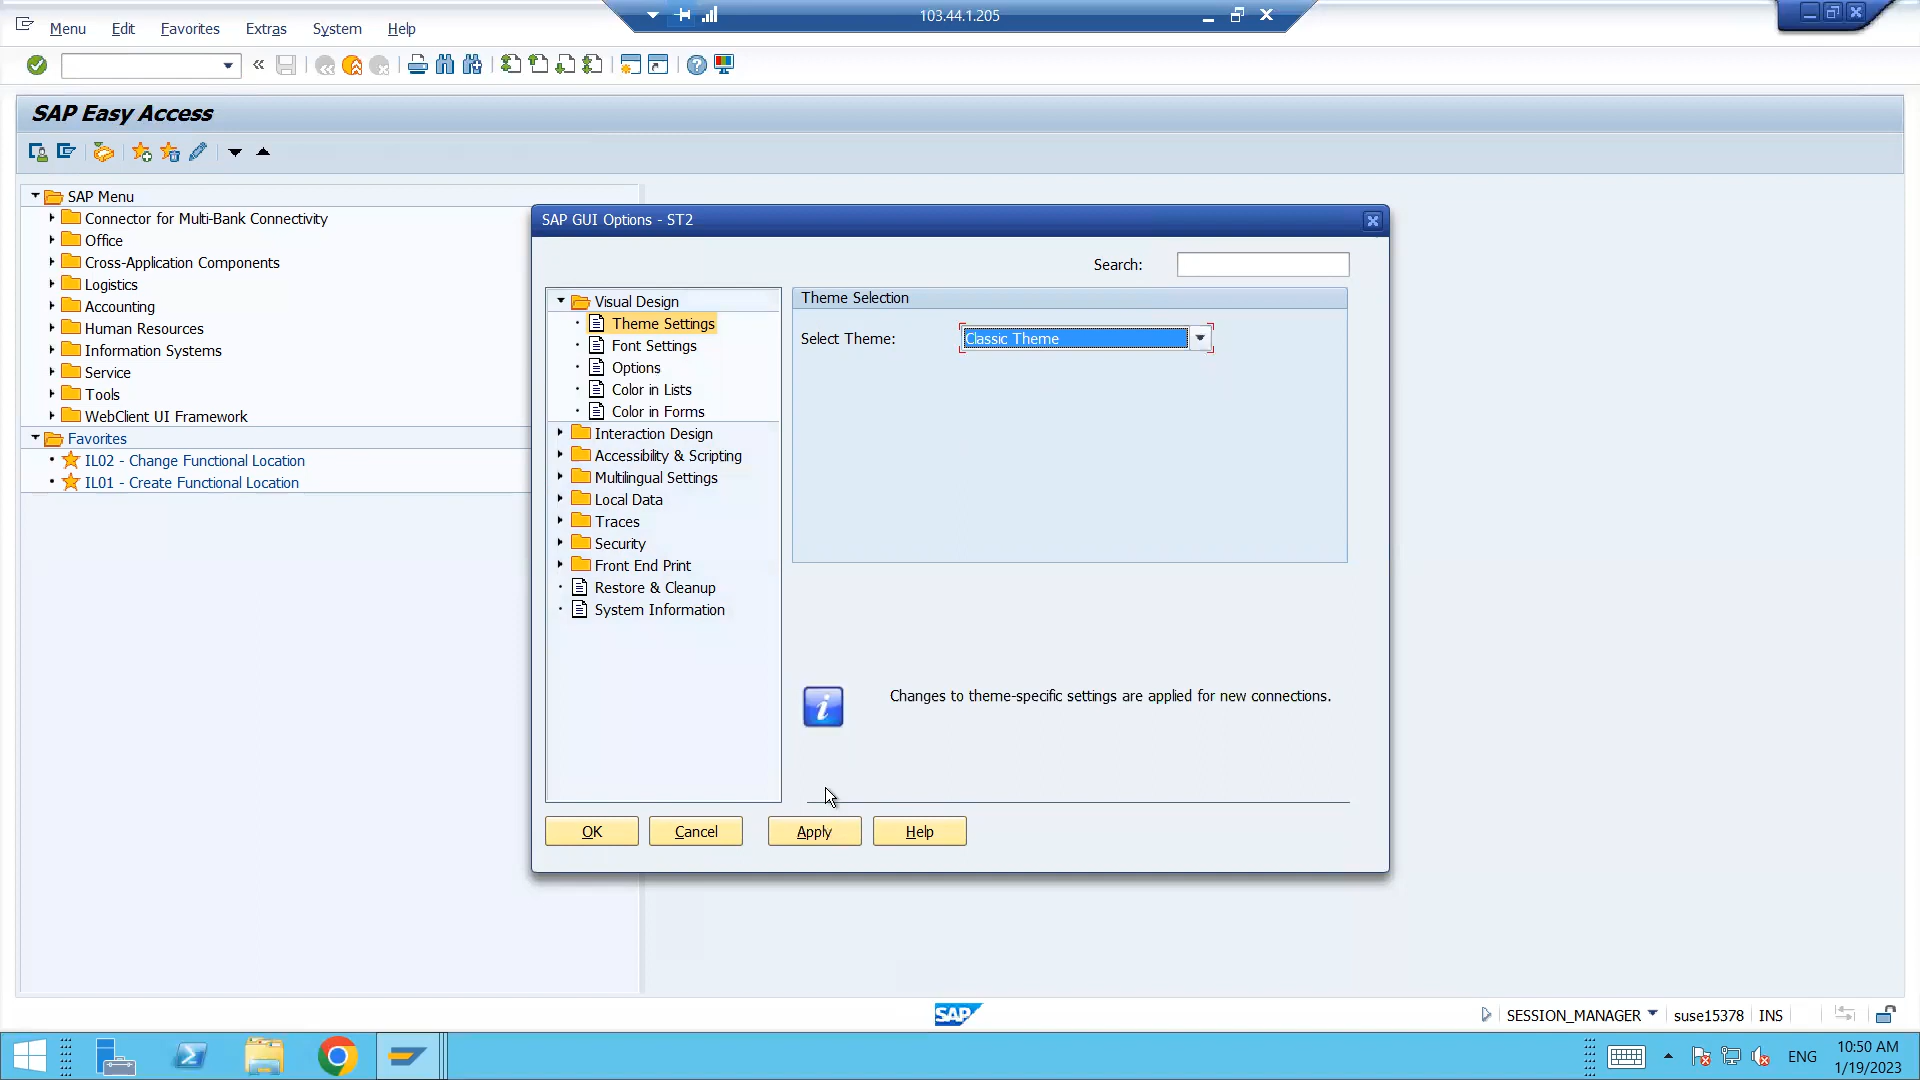 103.44.1.205
Menu Edit Favorites Extras System Help
SAP Easy Access
SAP Menu
Connector for Multi-Bank Connectivity
Office
Cross-Application Components
Logistics
Accounting
Human Resources
Information Systems
Service
Tools
WebClient UI Framework
Favorites
IL02 - Change Functional Location
IL01 - Create Functional Location
SAP GUI Options - ST2
Search:
Visual Design
Theme Settings
Font Settings
Options
Color in Lists
Color in Forms
Interaction Design
Accessibility & Scripting
Multilingual Settings
Local Data
Traces
Security
Front End Print
Restore & Cleanup
System Information
Theme Selection
Select Theme: Classic Theme
Changes to theme-specific settings are applied for new connections.
OK Cancel Apply Help
SAP
SESSION_MANAGER suse15378 INS
ENG
10:50 AM
1/19/2023